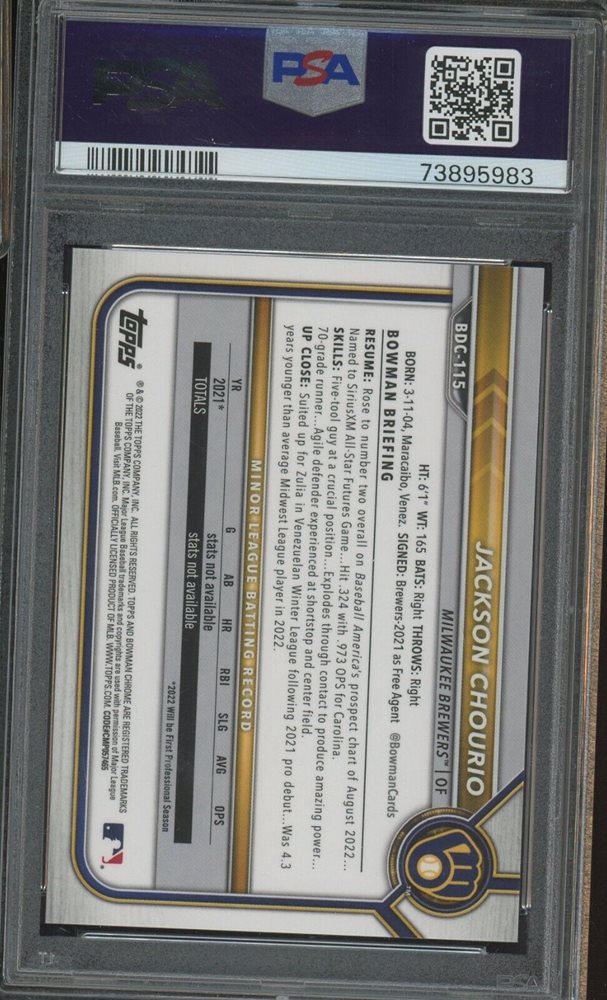 PSA
PSA
73895983
BDC-115
JACKSON CHOURIO
MILWAUKEE BREWERS™ | OF
HT: 6'1" WT: 165 BATS: Right THROWS: Right
BORN: 3-11-04, Maracaibo, Venez. SIGNED: Brewers-2021 as Free Agent @BowmanCards
BOWMAN BRIEFING
RESUME: Rose to number two overall on Baseball America's prospect chart of August 2022...
Named to SiriusXM All-Star Futures Game...Hit .324 with .973 OPS for Carolina.
SKILLS: Five-tool guy at a crucial position...Explodes through contact to produce amazing power...
70-grade runner...Agile defender experienced at shortstop and center field.
UP CLOSE: Suited up for Zulia in Venezuelan Winter League following 2021 pro debut...Was 4.3
years younger than average Midwest League player in 2022.
MINOR LEAGUE BATTING RECORD
YR G AB HR RBI SLG AVG OPS
2021* stats not available
TOTALS stats not available
*2022 Will be First Professional Season
topps®
® & © 2022 THE TOPPS COMPANY, INC. ALL RIGHTS RESERVED. TOPPS AND BOWMAN CHROME ARE REGISTERED TRADEMARKS
OF THE TOPPS COMPANY, INC. Major League Baseball trademarks and copyrights are used with permission of Major League
Baseball. Visit MLB.com. OFFICIALLY LICENSED PRODUCT OF MLB. WWW.TOPPS.COM. CODE#CMP057465
PSA